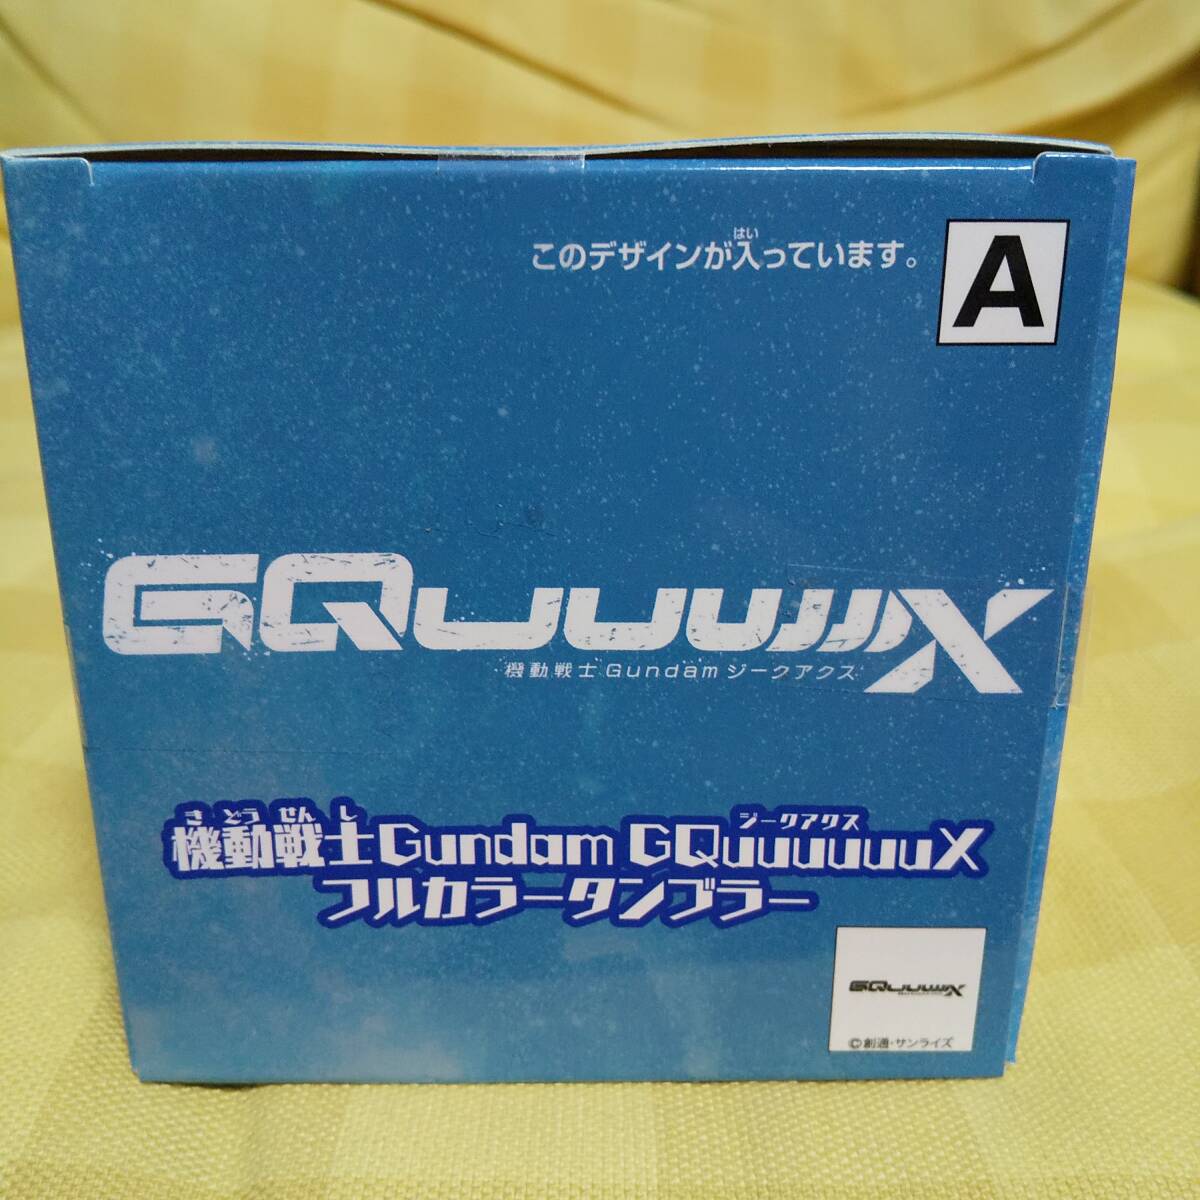 はい
このデザインが入っています。
A
GQuuuuuuX
機動戦士Gundamジークアクス
きどうせんし ジークアクス
機動戦士Gundam GQuuuuuuX
フルカラータンブラー
GQuuuuuuX
©創通・サンライズ